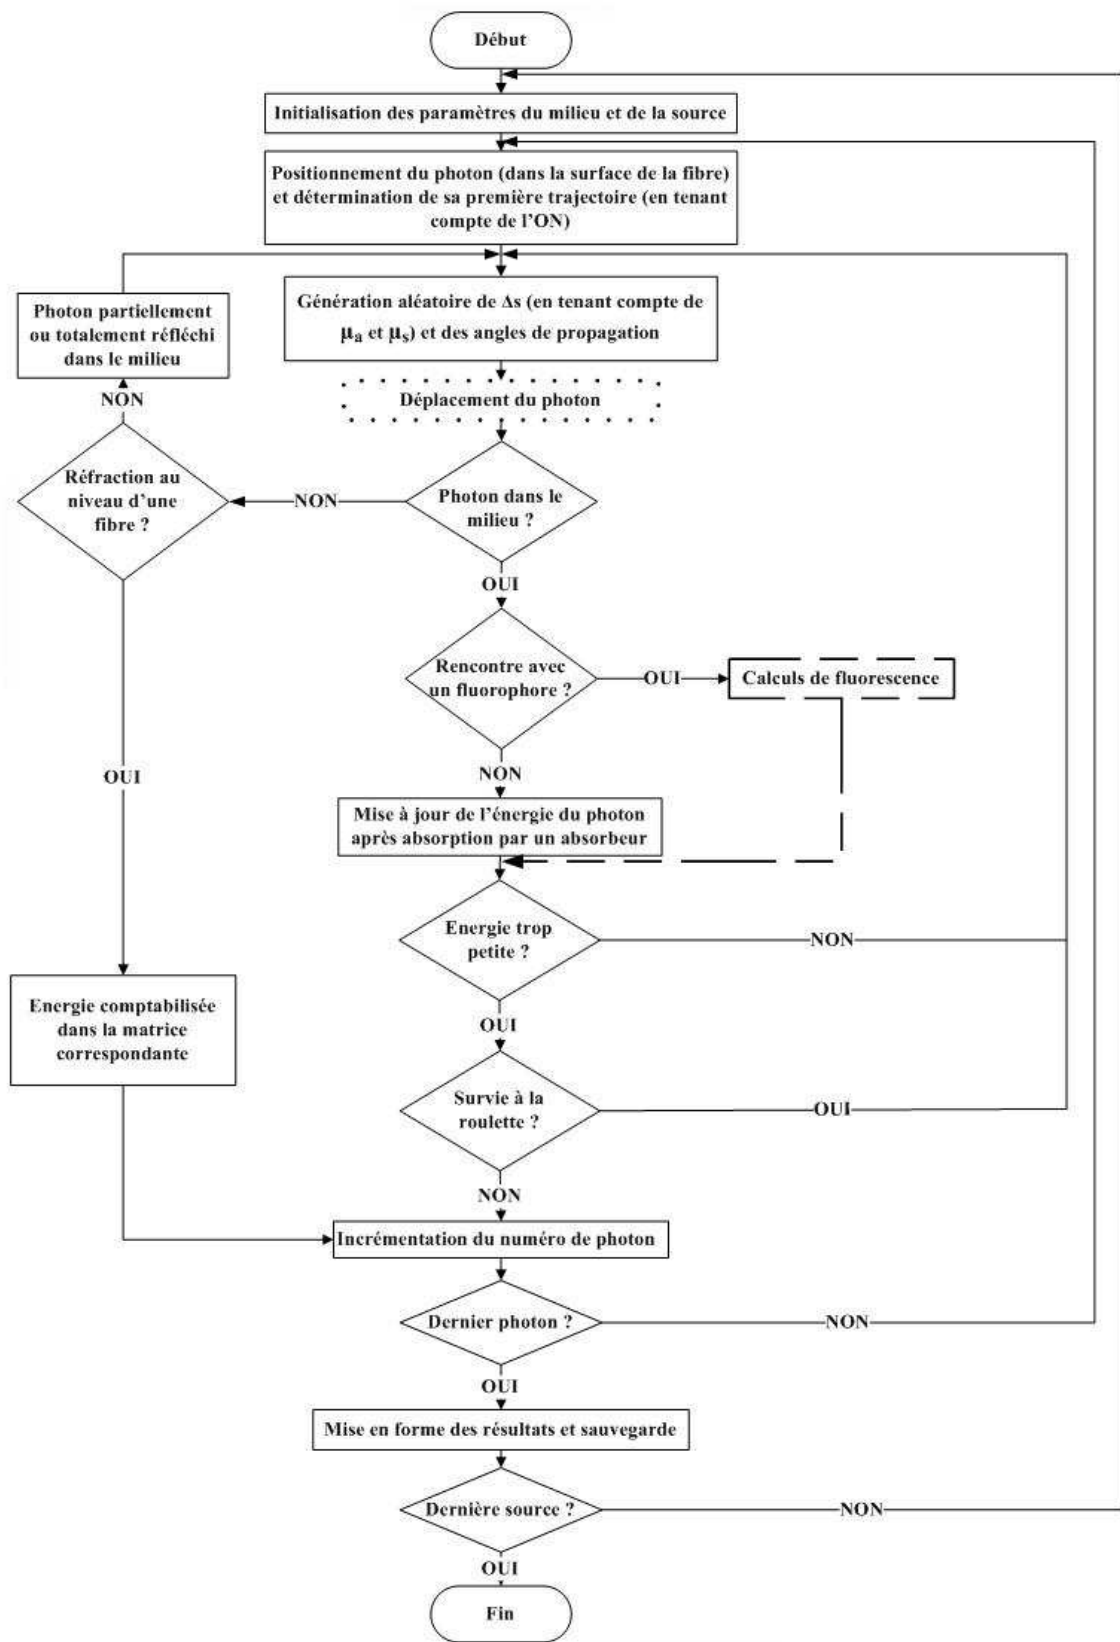 Début
Initialisation des paramètres du milieu et de la source
Positionnement du photon (dans la surface de la fibre)
et détermination de sa première trajectoire (en tenant
compte de l'ON)
Génération aléatoire de Δs (en tenant compte de
μa et μs) et des angles de propagation
Photon partiellement
ou totalement réfléchi
dans le milieu
NON
Déplacement du photon
Réfraction au
niveau d'une
fibre ?
NON
Photon dans le
milieu ?
OUI
Rencontre avec
un fluorophore ?
OUI
Calculs de fluorescence
OUI
NON
Mise à jour de l'énergie du photon
après absorption par un absorbeur
Energie trop
petite ?
NON
Energie comptabilisée
dans la matrice
correspondante
OUI
Survie à la
roulette ?
OUI
NON
Incrémentation du numéro de photon
Dernier photon ?
NON
OUI
Mise en forme des résultats et sauvegarde
Dernière source ?
NON
OUI
Fin